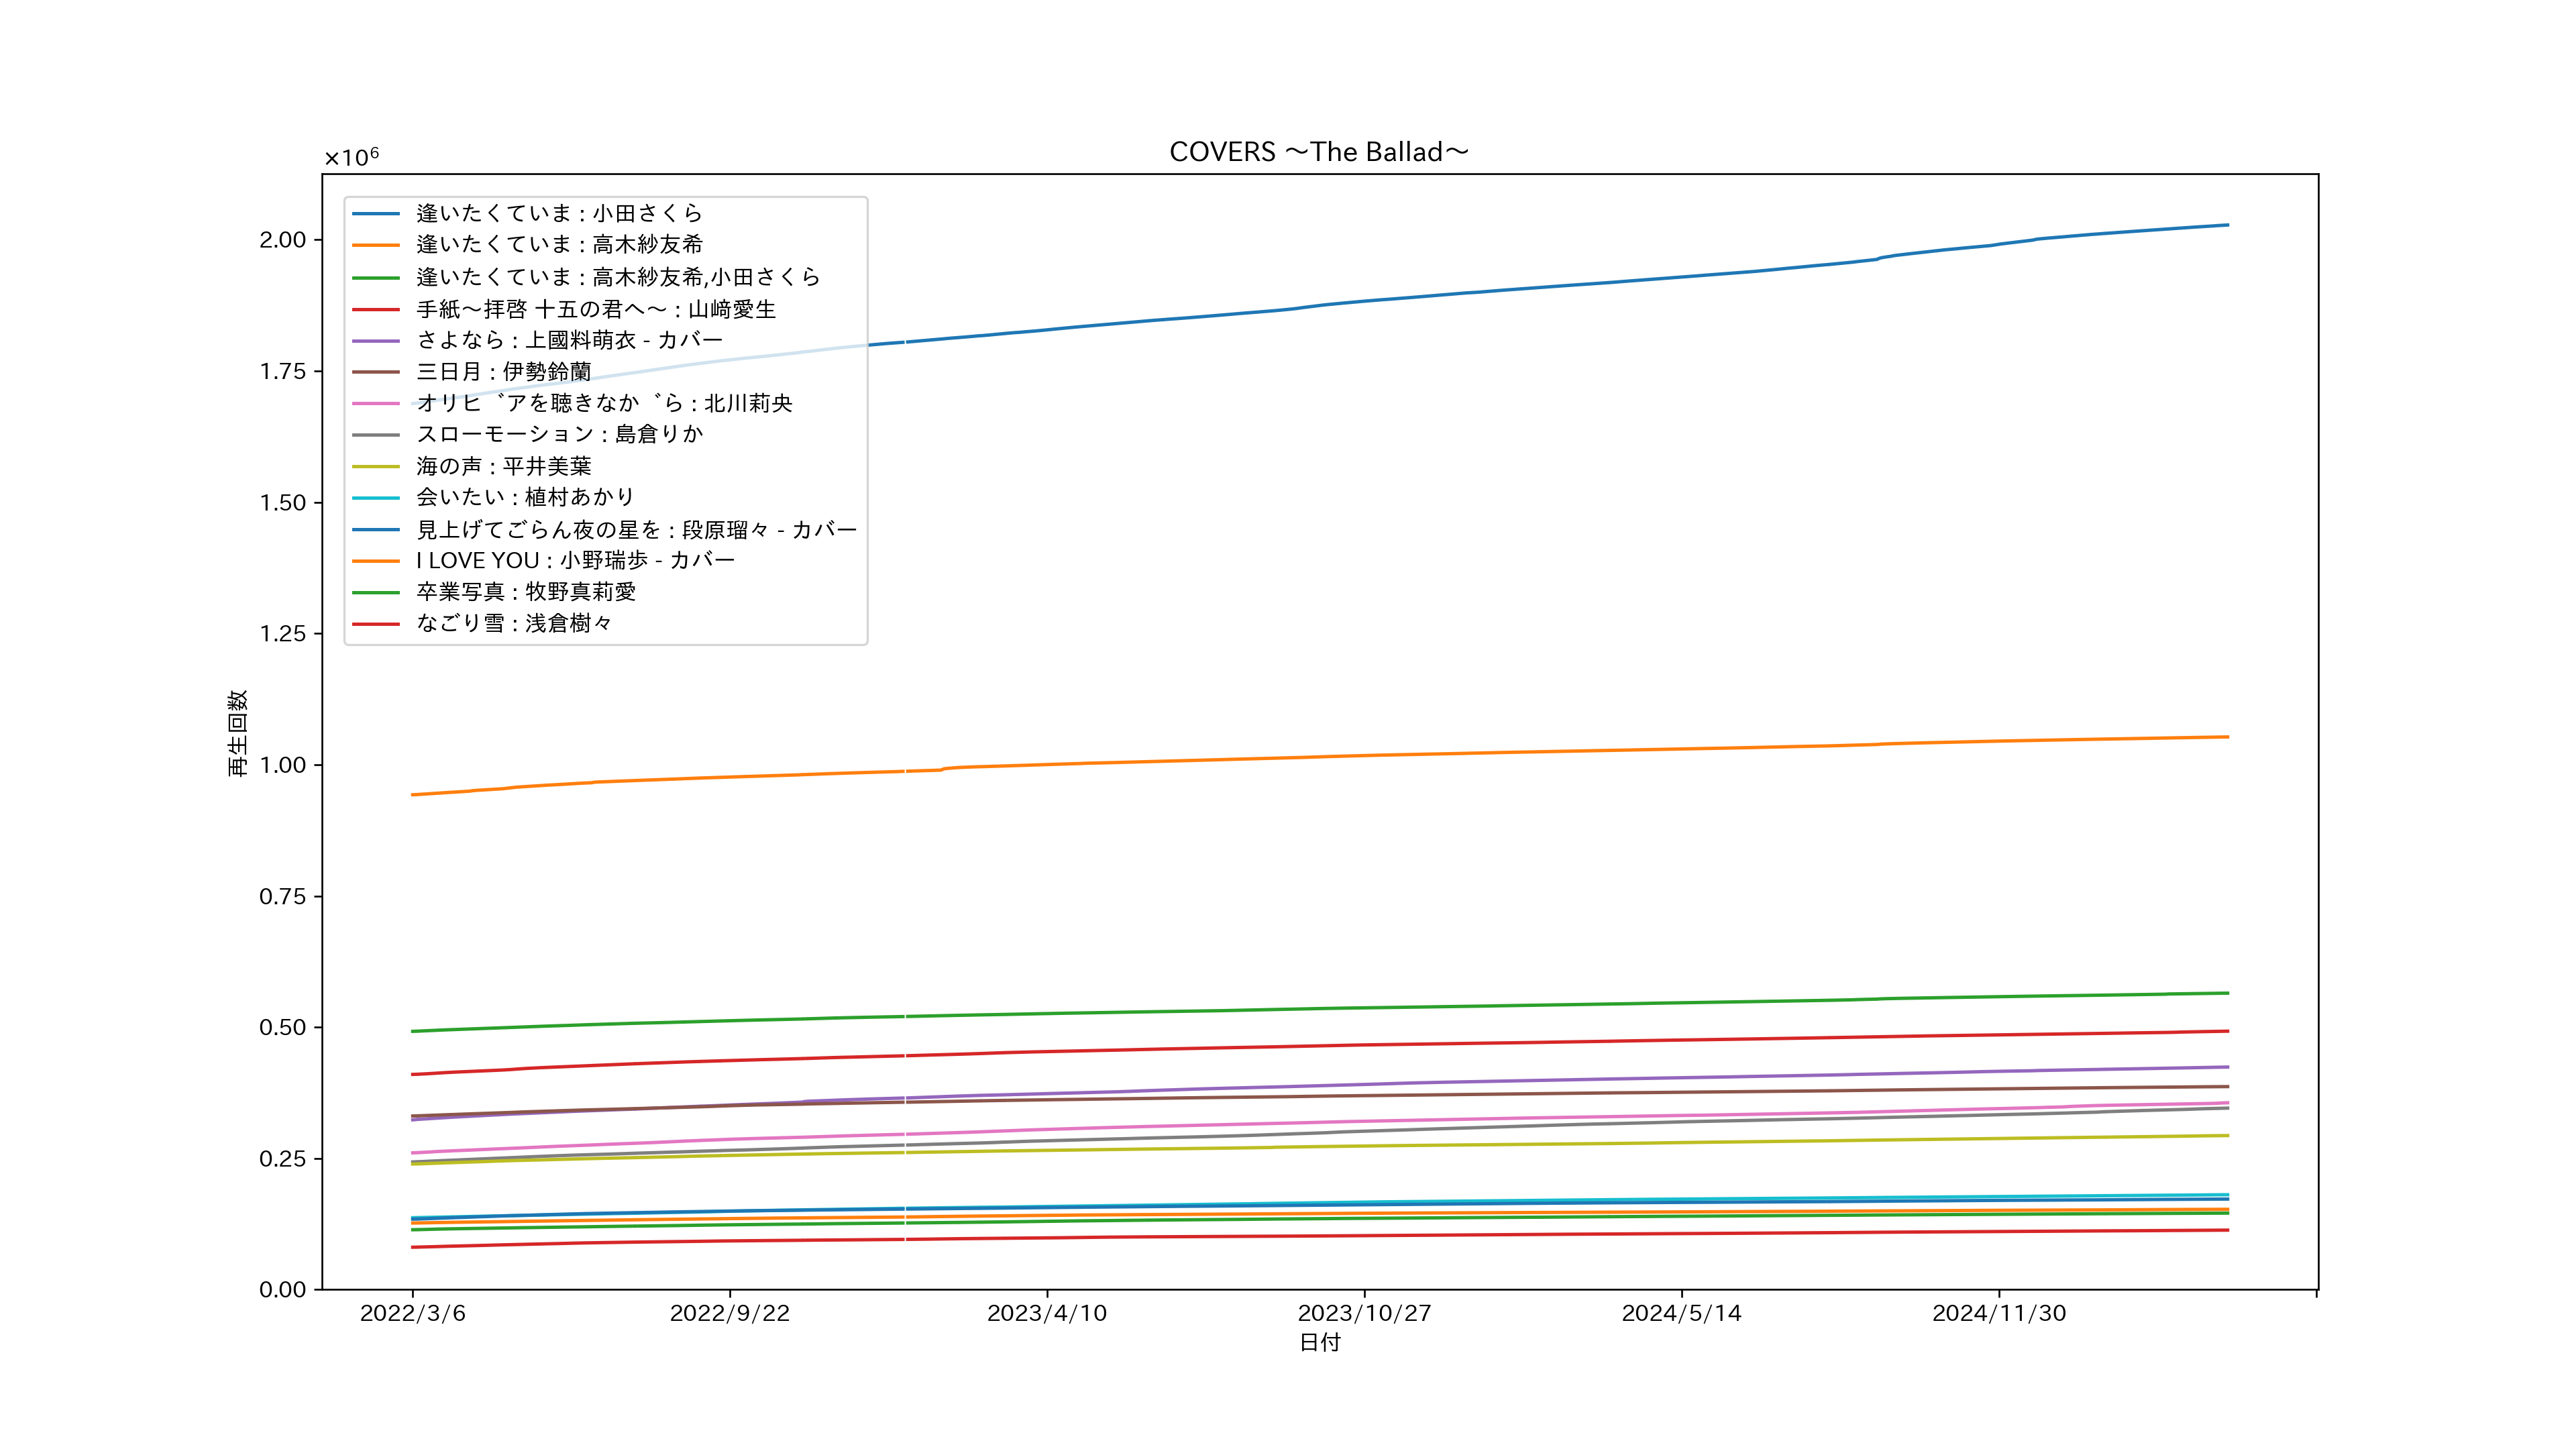 COVERS ～The Ballad～
×10⁶
2.00
1.75
1.50
1.25
1.00
0.75
0.50
0.25
0.00
再生回数
逢いたくていま : 小田さくら
逢いたくていま : 高木紗友希
逢いたくていま : 高木紗友希,小田さくら
手紙～拝啓 十五の君へ～ : 山﨑愛生
さよなら : 上國料萌衣 - カバー
三日月 : 伊勢鈴蘭
オリヒ゛アを聴きなか゛ら : 北川莉央
スローモーション : 島倉りか
海の声 : 平井美葉
会いたい : 植村あかり
見上げてごらん夜の星を : 段原瑠々 - カバー
I LOVE YOU : 小野瑞歩 - カバー
卒業写真 : 牧野真莉愛
なごり雪 : 浅倉樹々
2022/3/6
2022/9/22
2023/4/10
2023/10/27
2024/5/14
2024/11/30
日付